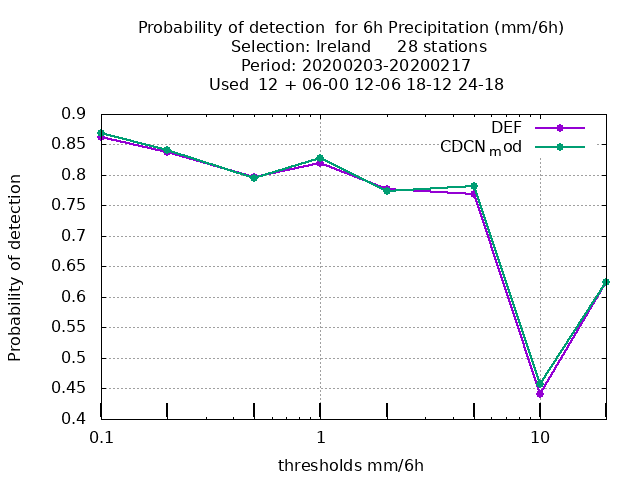 Probability of detection  for 6h Precipitation (mm/6h)
Selection: Ireland     28 stations
Period: 20200203-20200217
Used  12 + 06-00 12-06 18-12 24-18
DEF
CDCNmod
0.9
0.85
0.8
0.75
0.7
0.65
0.6
0.55
0.5
0.45
0.4
Probability of detection
0.1
1
10
thresholds mm/6h